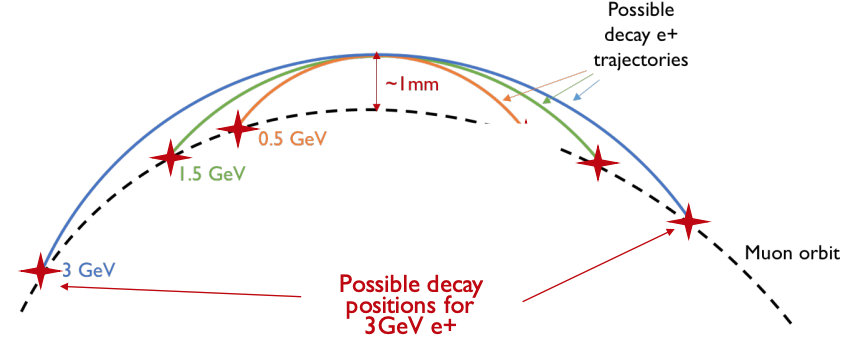 Possible
decay e+
trajectories
~1mm
0.5 GeV
1.5 GeV
3 GeV
Muon orbit
Possible decay
positions for
3GeV e+